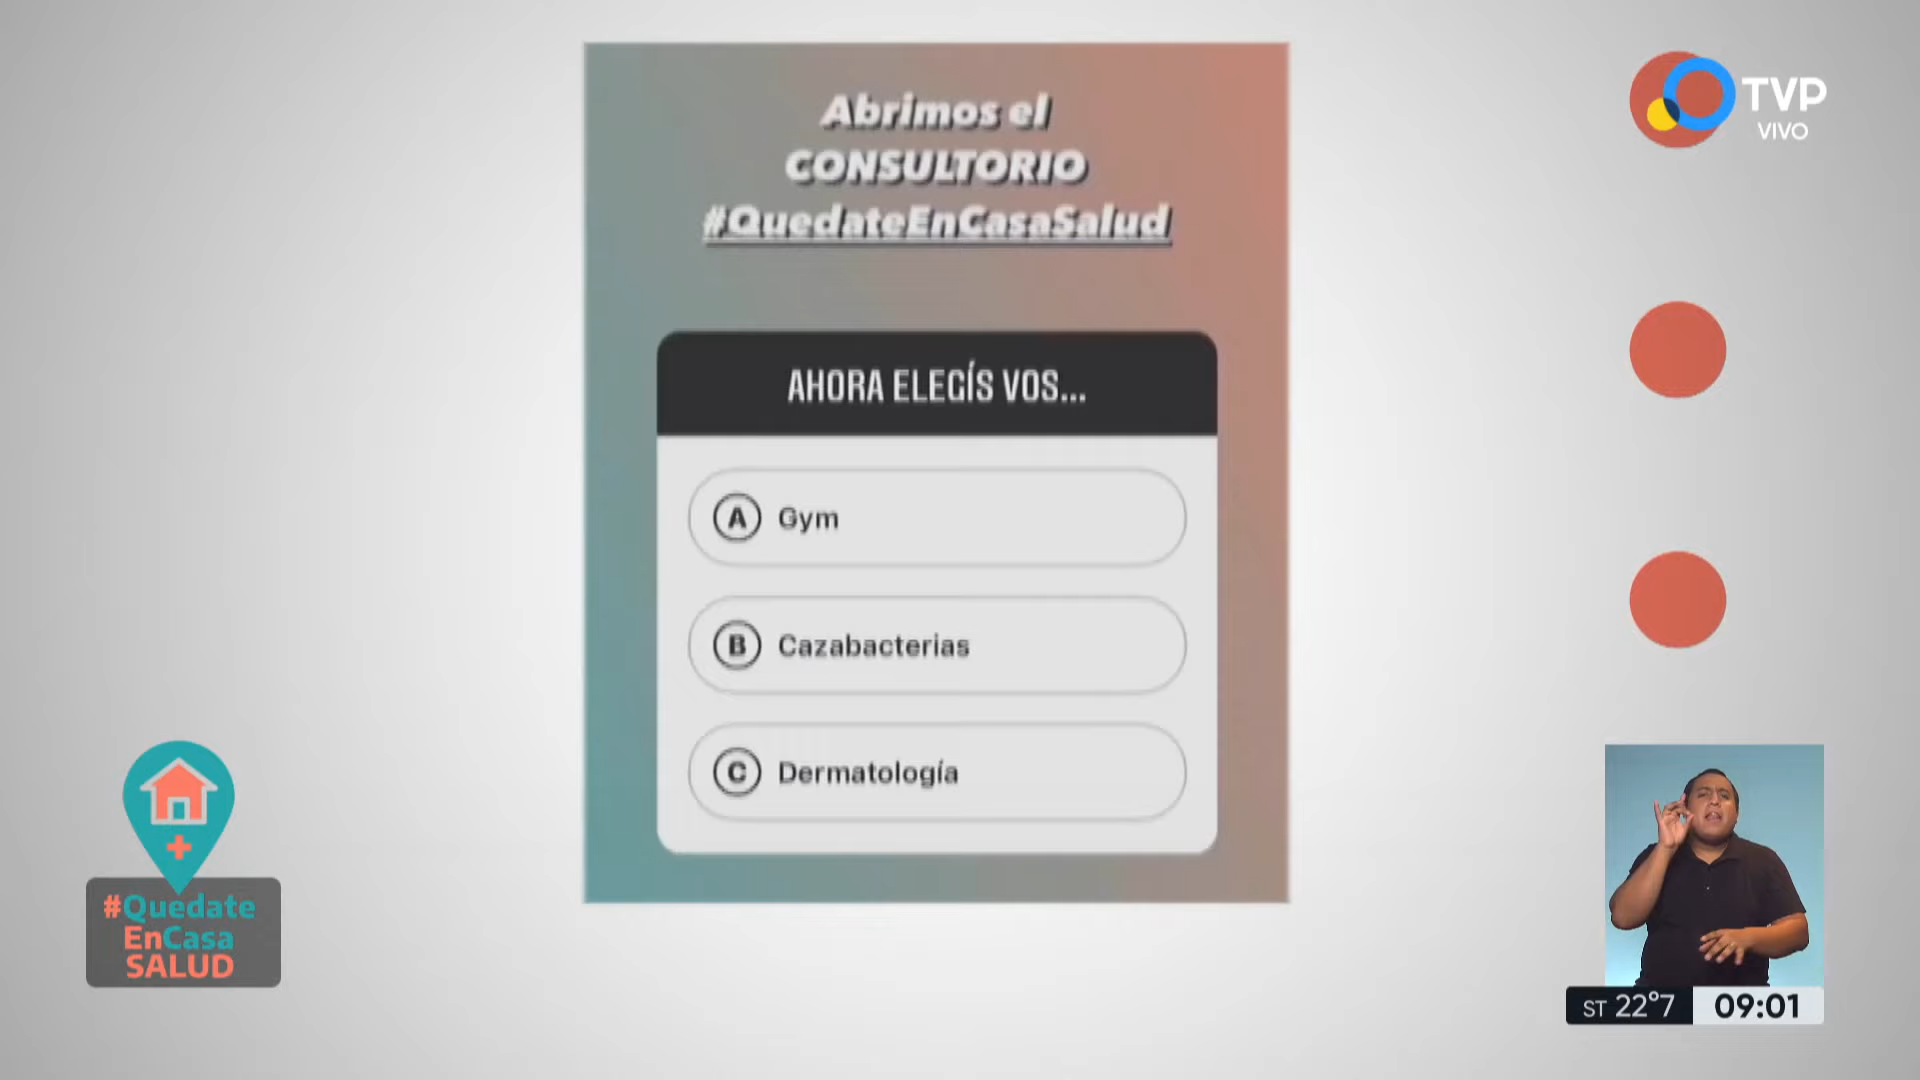 Abrimos el
CONSULTORIO
#QuedateEnCasaSalud
AHORA ELEGÍS VOS...
A Gym
B Cazabacterias
C Dermatología
TVP
VIVO
#Quedate
EnCasa
SALUD
ST 22°7 09:01